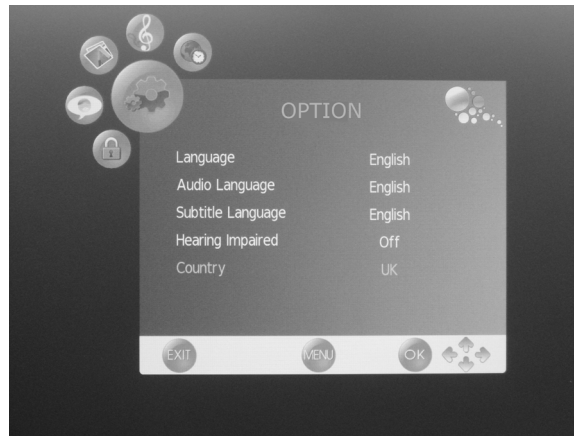 OPTION
Language English
Audio Language English
Subtitle Language English
Hearing Impaired Off
Country UK
EXIT MENU OK